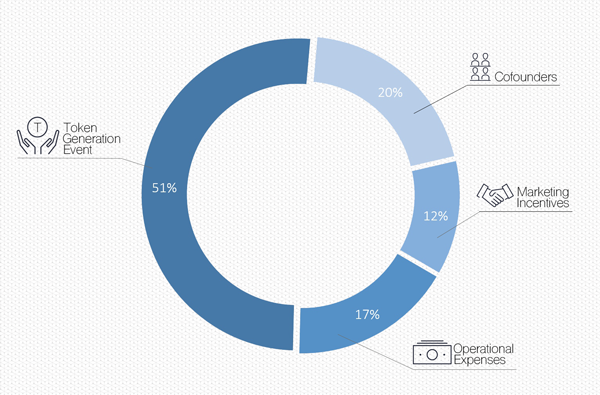 20%
Cofounders
T
Token
Generation
Event
51%
Marketing
Incentives
12%
17%
Operational
Expenses